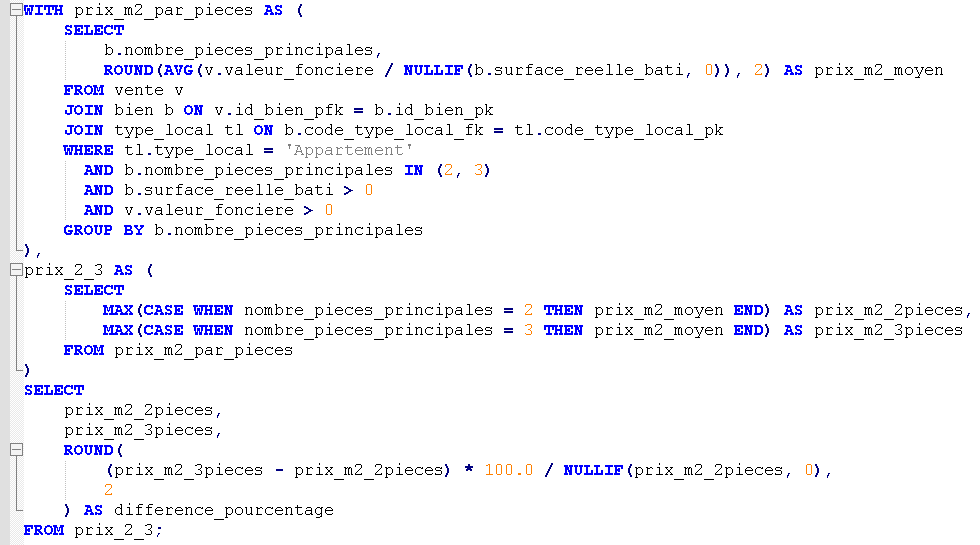 WITH prix_m2_par_pieces AS (
    SELECT
        b.nombre_pieces_principales,
        ROUND(AVG(v.valeur_fonciere / NULLIF(b.surface_reelle_bati, 0)), 2) AS prix_m2_moyen
    FROM vente v
    JOIN bien b ON v.id_bien_pfk = b.id_bien_pk
    JOIN type_local tl ON b.code_type_local_fk = tl.code_type_local_pk
    WHERE tl.type_local = 'Appartement'
      AND b.nombre_pieces_principales IN (2, 3)
      AND b.surface_reelle_bati > 0
      AND v.valeur_fonciere > 0
    GROUP BY b.nombre_pieces_principales
),
prix_2_3 AS (
    SELECT
        MAX(CASE WHEN nombre_pieces_principales = 2 THEN prix_m2_moyen END) AS prix_m2_2pieces,
        MAX(CASE WHEN nombre_pieces_principales = 3 THEN prix_m2_moyen END) AS prix_m2_3pieces
    FROM prix_m2_par_pieces
)
SELECT
    prix_m2_2pieces,
    prix_m2_3pieces,
    ROUND(
        (prix_m2_3pieces - prix_m2_2pieces) * 100.0 / NULLIF(prix_m2_2pieces, 0),
        2
    ) AS difference_pourcentage
FROM prix_2_3;